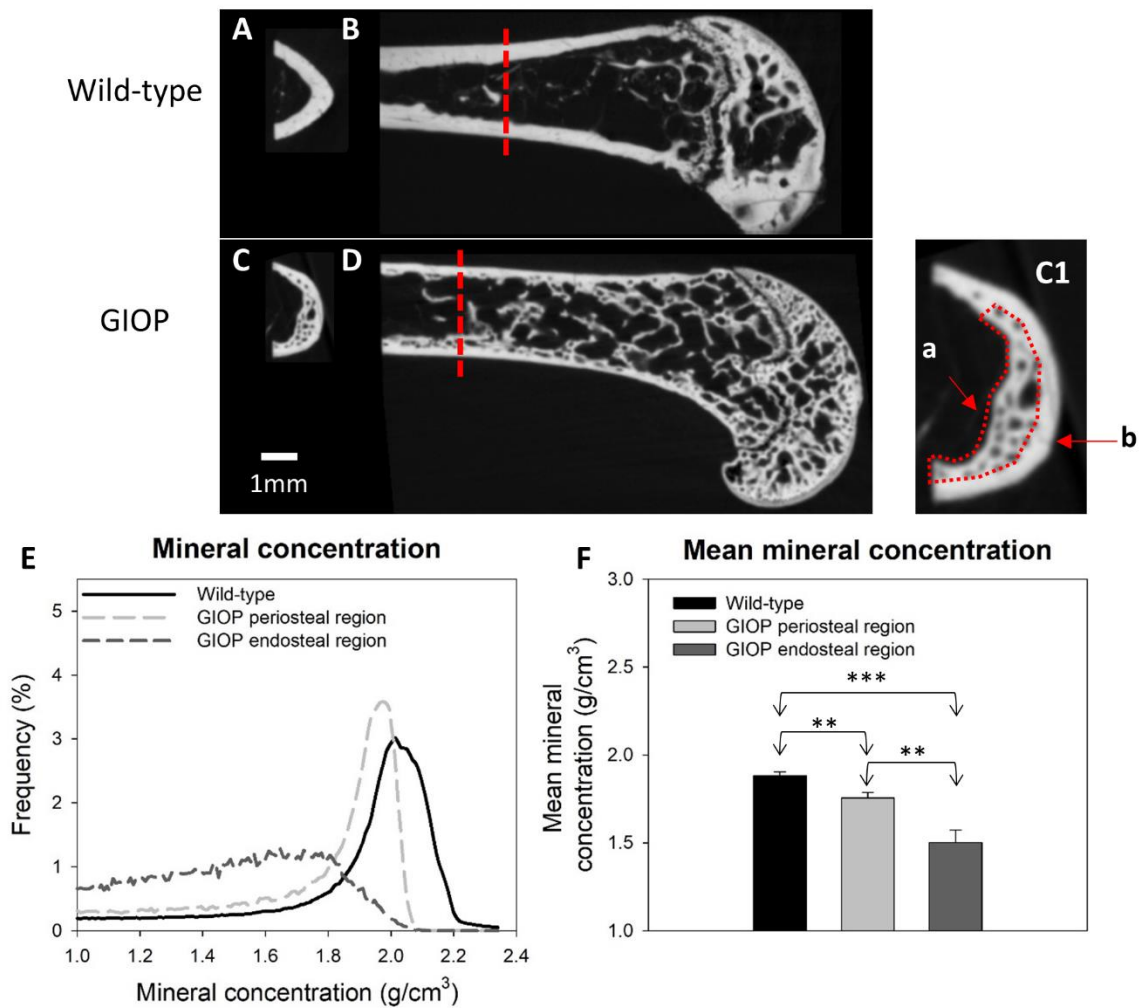 A
B
Wild-type
C
D
C1
GIOP
a
b
1mm
E
Mineral concentration
F
Mean mineral concentration
Wild-type
GIOP periosteal region
GIOP endosteal region
5
4
3
2
1
0
Frequency (%)
1.0 1.2 1.4 1.6 1.8 2.0 2.2 2.4
Mineral concentration (g/cm³)
3.0
2.5
2.0
1.5
1.0
Mean mineral
concentration (g/cm³)
Wild-type
GIOP periosteal region
GIOP endosteal region
***
**
**